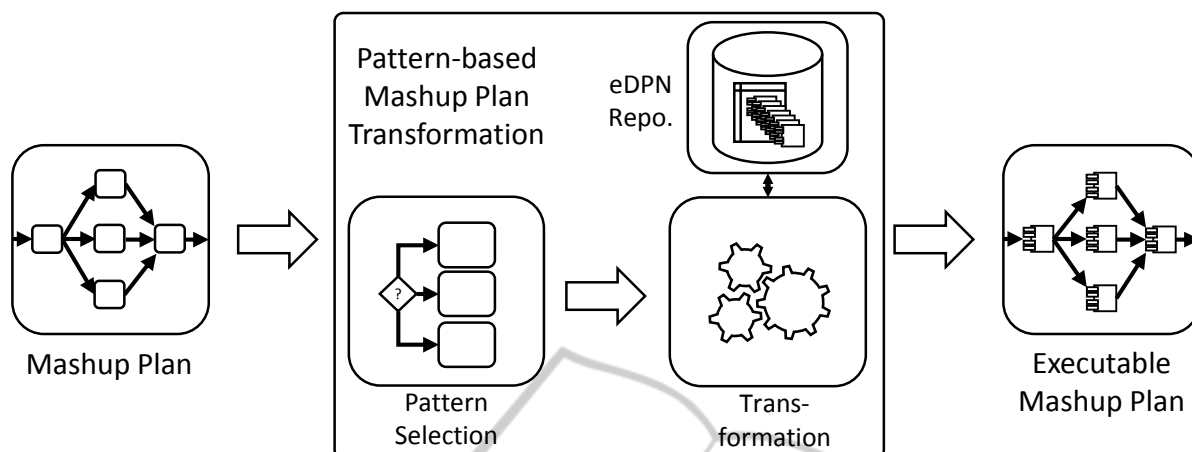 Pattern-based
Mashup Plan
Transformation
eDPN
Repo.
Mashup Plan
?
Pattern
Selection
Trans-
formation
Executable
Mashup Plan